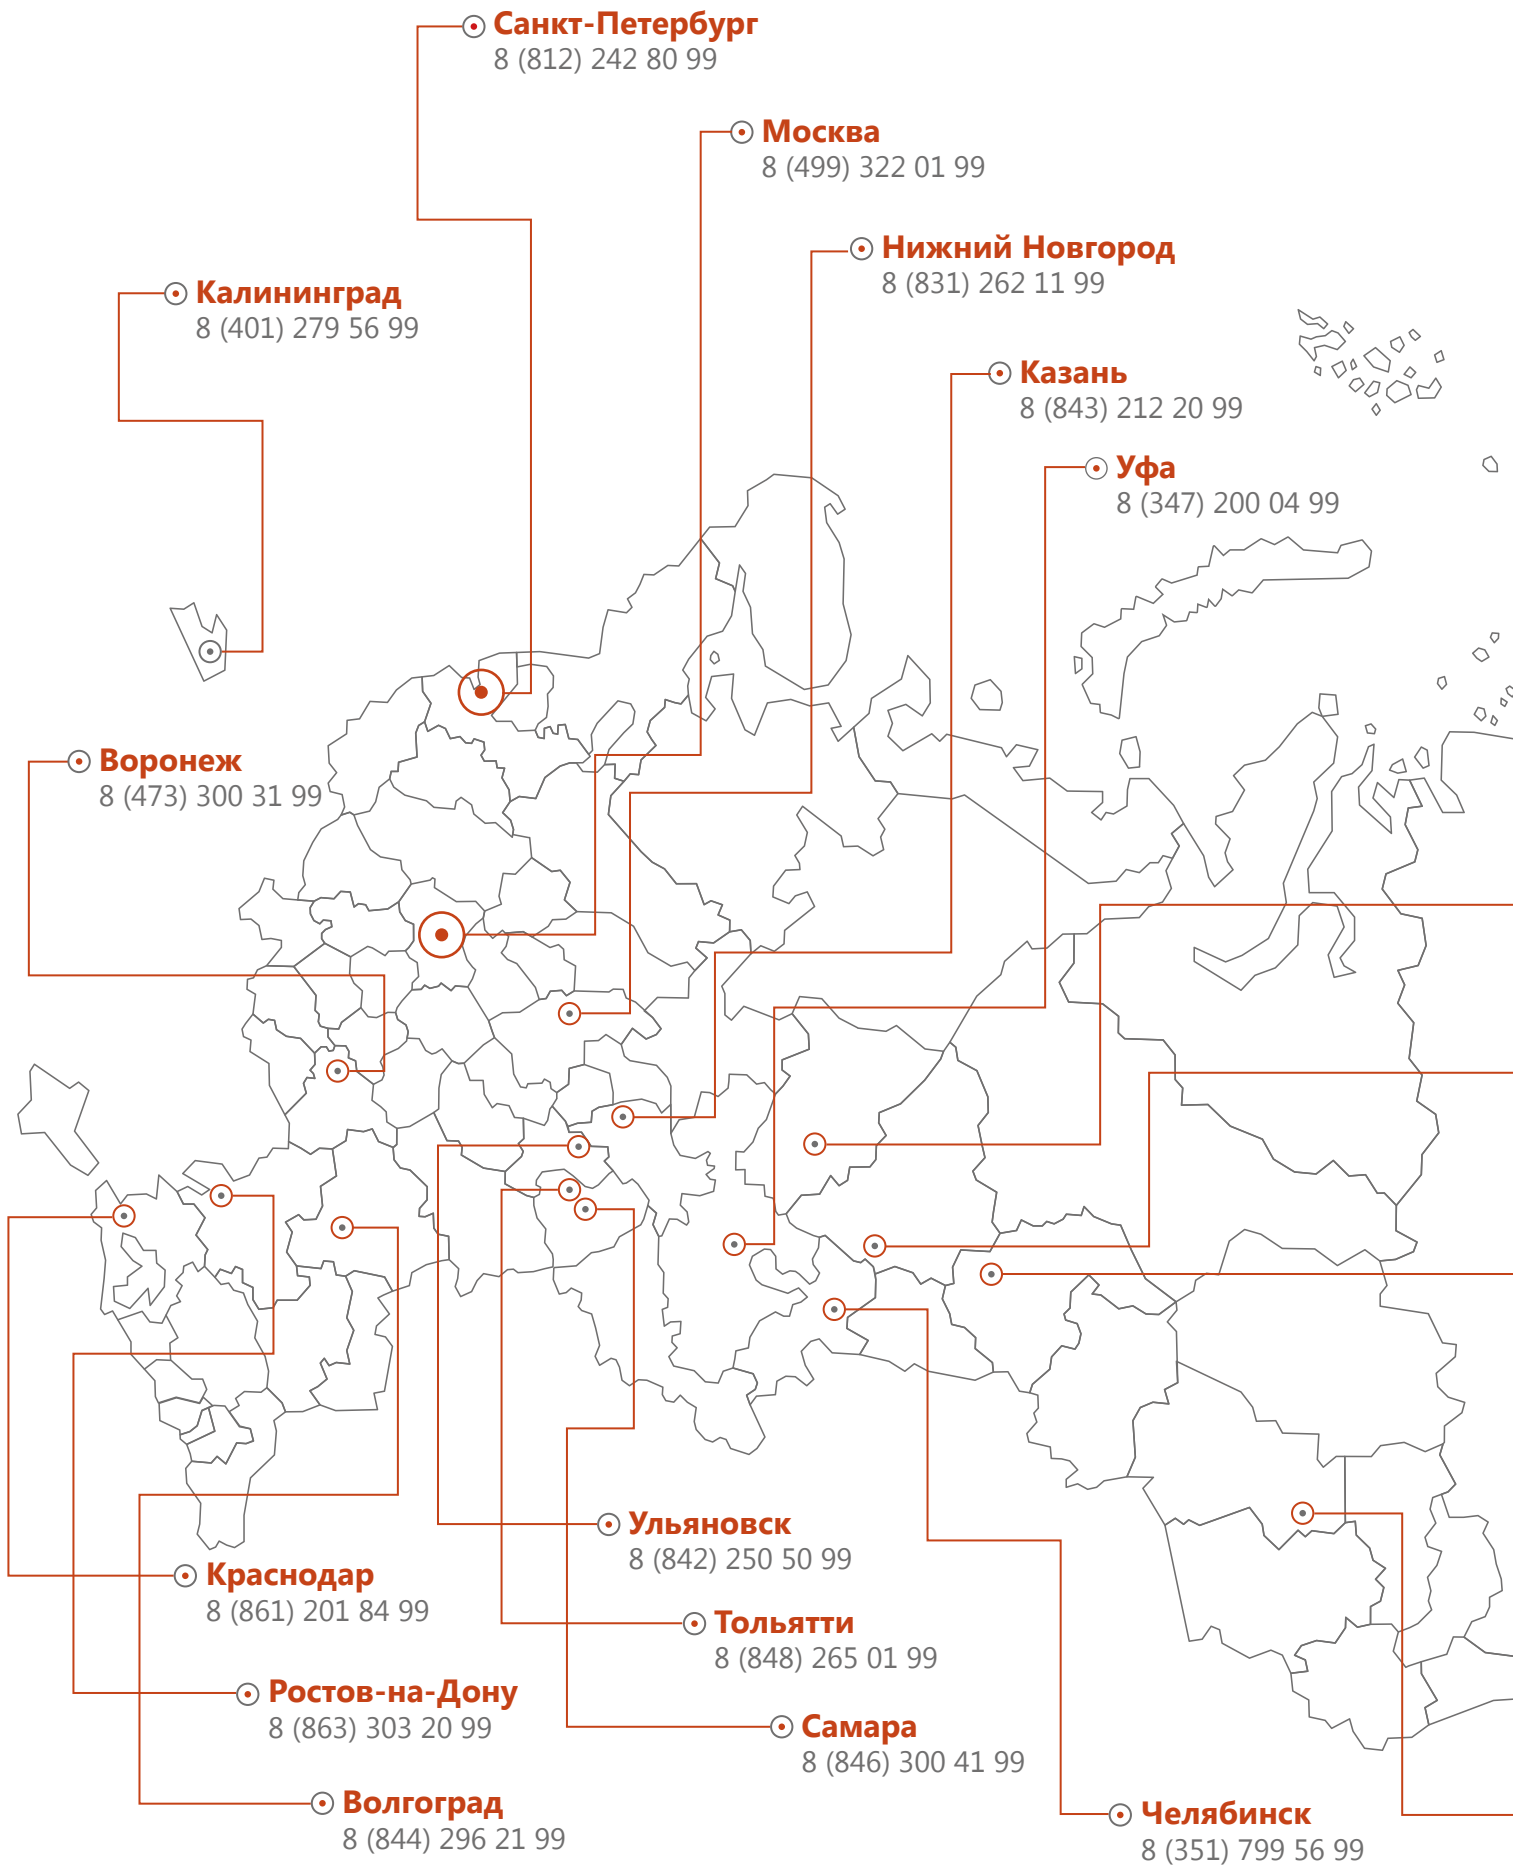 Санкт-Петербург
8 (812) 242 80 99
Москва
8 (499) 322 01 99
Нижний Новгород
8 (831) 262 11 99
Калининград
8 (401) 279 56 99
Казань
8 (843) 212 20 99
Уфа
8 (347) 200 04 99
Воронеж
8 (473) 300 31 99
Ульяновск
8 (842) 250 50 99
Краснодар
8 (861) 201 84 99
Тольятти
8 (848) 265 01 99
Ростов-на-Дону
8 (863) 303 20 99
Самара
8 (846) 300 41 99
Волгоград
8 (844) 296 21 99
Челябинск
8 (351) 799 56 99